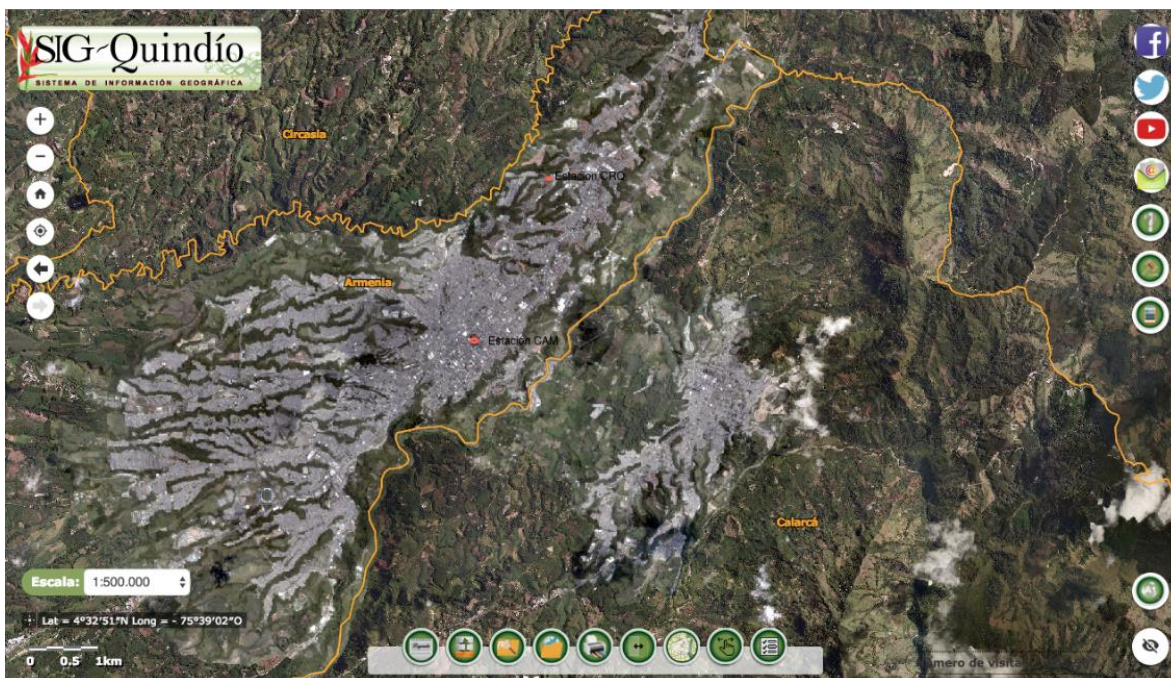 SIG-Quindío
SISTEMA DE INFORMACIÓN GEOGRÁFICA
Circasia
Estación CRQ
Armenia
Estación CAM
Calarcá
Escala: 1:500.000
Lat = 4°32'51"N Long = - 75°39'02"O
0 0.5 1km
número de visita